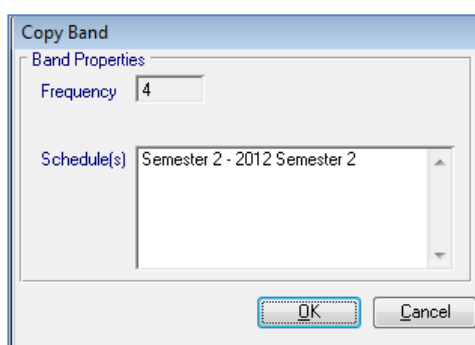 Copy Band
Band Properties
Frequency 4
Schedule(s) Semester 2 - 2012 Semester 2
OK Cancel